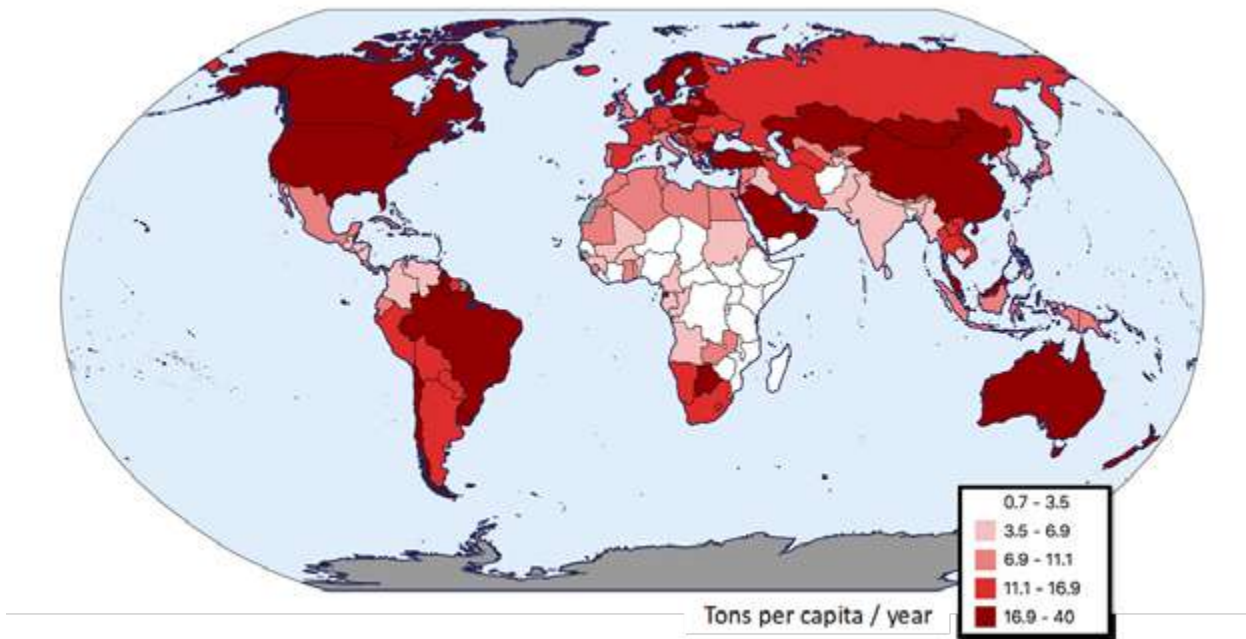 0.7 - 3.5
3.5 - 6.9
6.9 - 11.1
11.1 - 16.9
16.9 - 40
Tons per capita / year